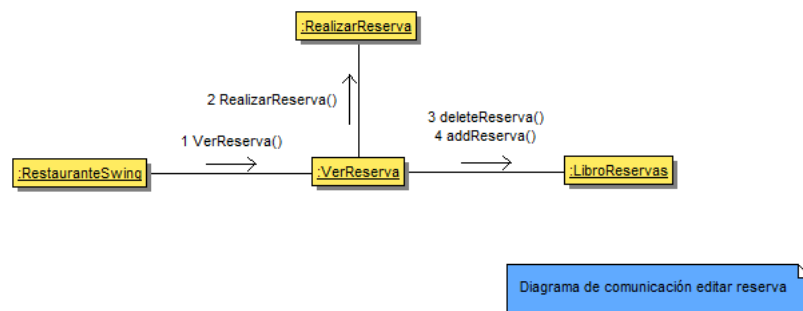 :RealizarReserva
2 RealizarReserva()
3 deleteReserva()
4 addReserva()
1 VerReserva()
:RestauranteSwing
:VerReserva
:LibroReservas
Diagrama de comunicación editar reserva